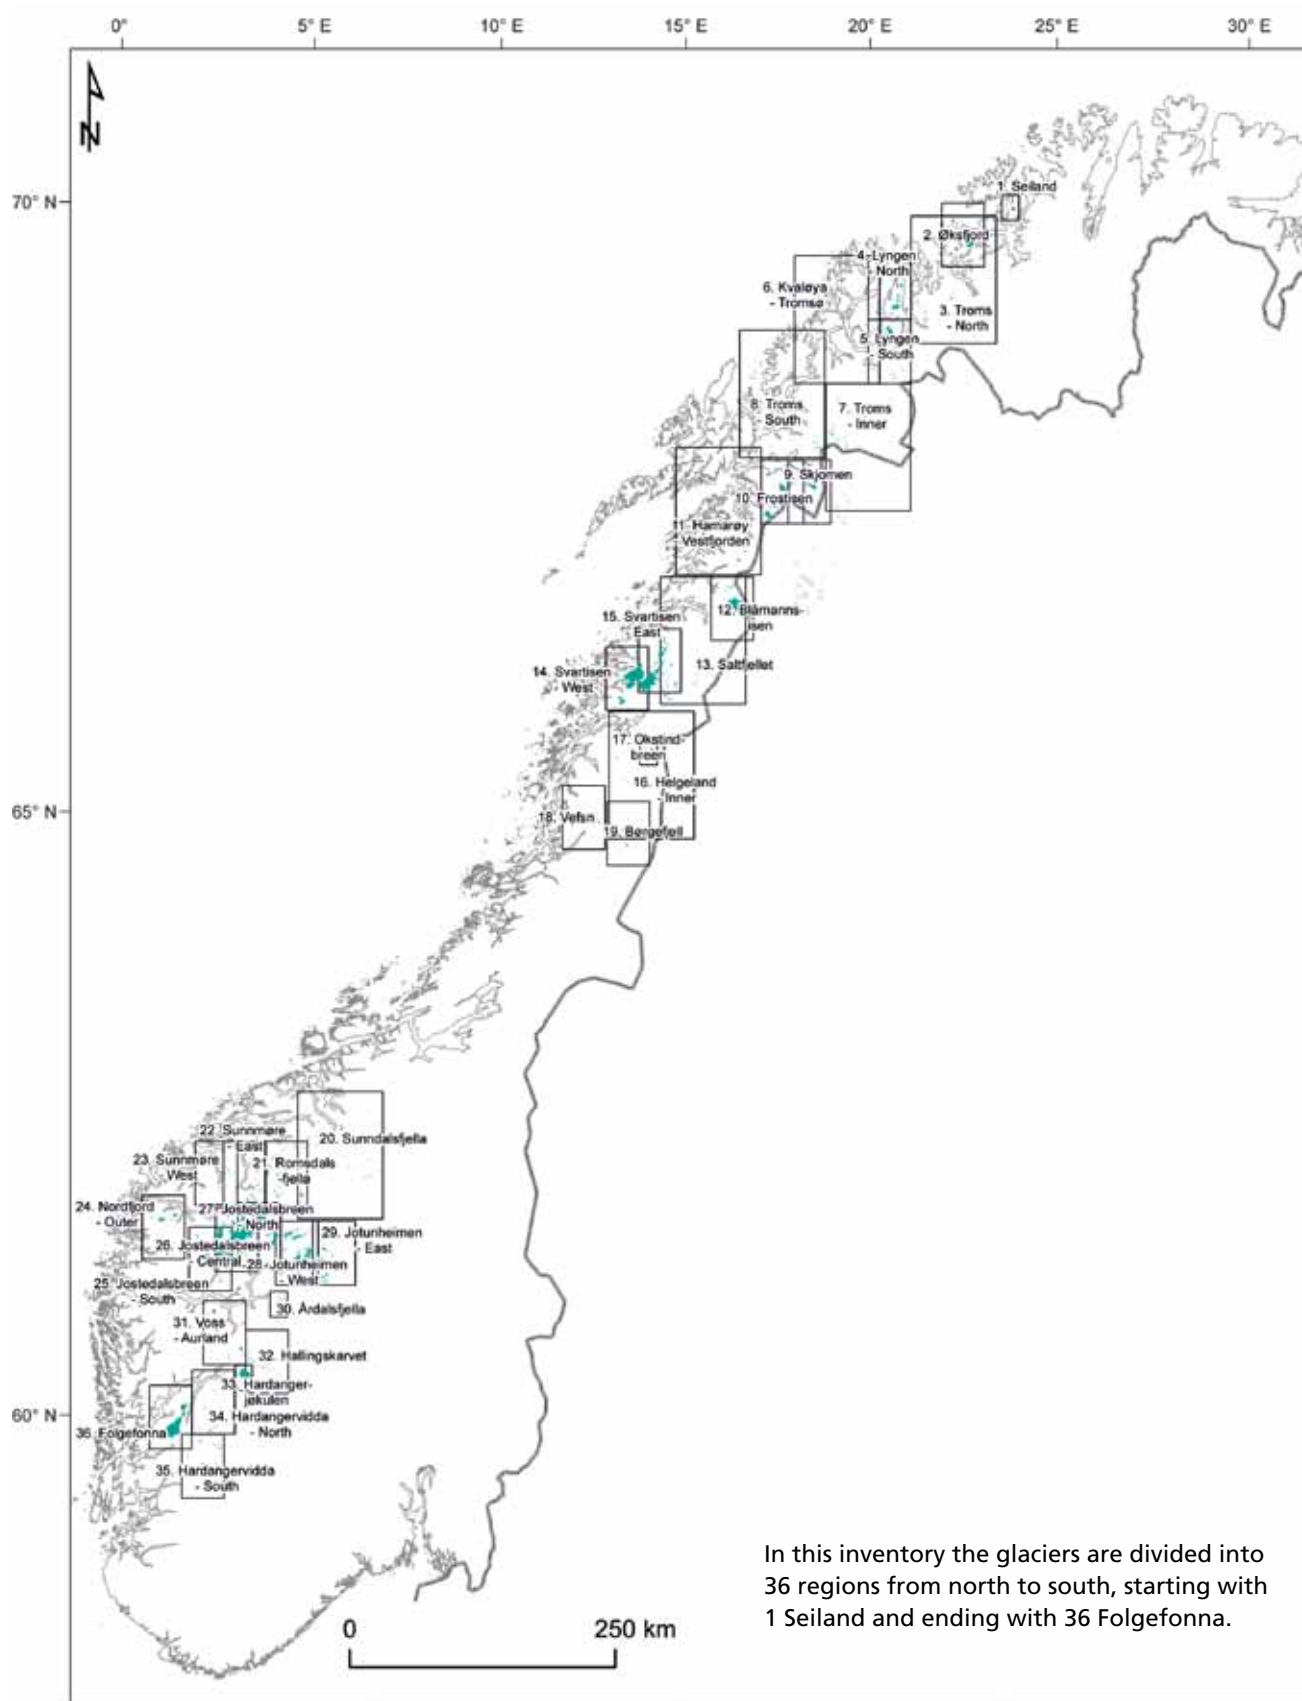 0°
5° E
10° E
15° E
20° E
25° E
30° E
N
70° N
1. Seiland
2. Øksfjord
4. Lyngen
- North
6. Kvaløya
- Tromsø
3. Troms
- North
5. Lyngen
- South
8. Troms
- South
7. Troms
- Inner
9. Skjomen
10. Frostisen
11. Hamarøy
Vestfjorden
12. Blåmanns-
isen
15. Svartisen
East
13. Saltfjellet
14. Svartisen
- West
17. Okstind-
breen
16. Helgeland
- Inner
65° N
18. Vefsn
19. Børgefjell
22. Sunnmøre
- East
20. Sunndalsfjella
23. Sunnmøre
West
21. Romsdals
-fjella
24. Nordfjord
- Outer
27. Jostedalsbreen
- North
29. Jotunheimen
- East
26. Jostedalsbreen
- Central
28. Jotunheimen
- West
25. Jostedalsbreen
- South
30. Årdalsfjella
31. Voss
- Aurland
32. Hallingskarvet
33. Hardanger-
jøkulen
60° N
34. Hardangervidda
- North
36. Folgefonna
35. Hardangervidda
- South
In this inventory the glaciers are divided into
36 regions from north to south, starting with
1 Seiland and ending with 36 Folgefonna.
0
250 km